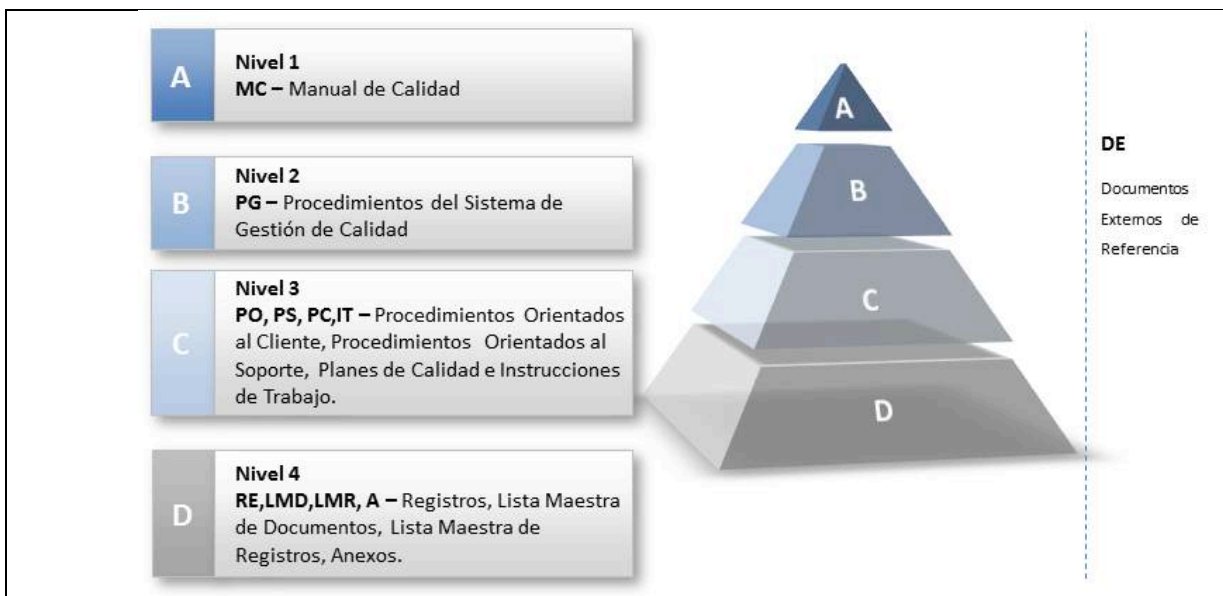 A
Nivel 1
MC – Manual de Calidad
B
Nivel 2
PG – Procedimientos del Sistema de
Gestión de Calidad
C
Nivel 3
PO, PS, PC,IT – Procedimientos Orientados
al Cliente, Procedimientos Orientados al
Soporte, Planes de Calidad e Instrucciones
de Trabajo.
D
Nivel 4
RE,LMD,LMR, A – Registros, Lista Maestra
de Documentos, Lista Maestra de
Registros, Anexos.
A
B
C
D
DE
Documentos
Externos de
Referencia